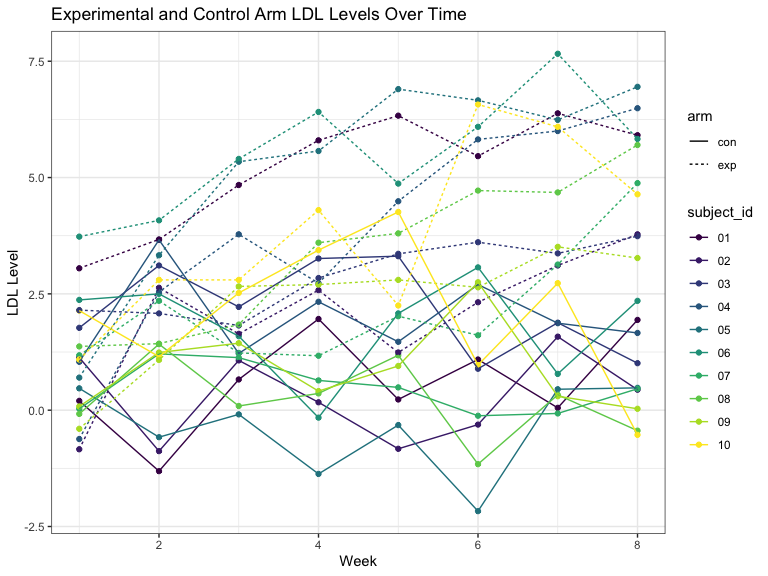 Experimental and Control Arm LDL Levels Over Time
LDL Level
7.5
5.0
2.5
0.0
-2.5
2
4
6
8
Week
arm
con
exp
subject_id
01
02
03
04
05
06
07
08
09
10